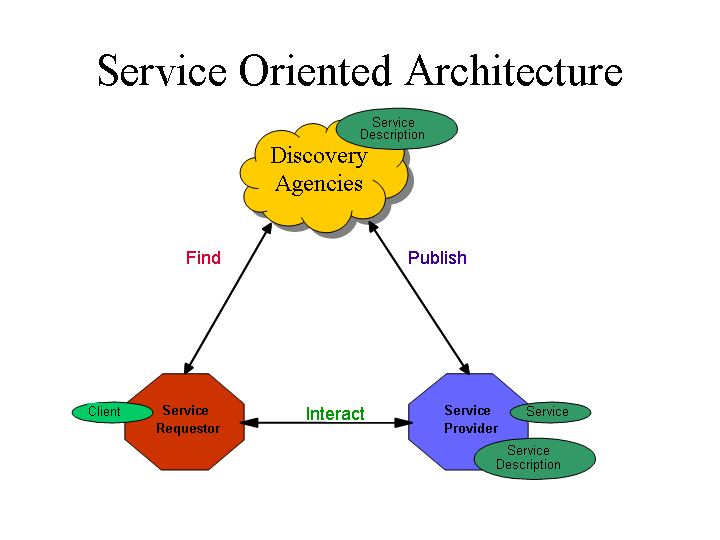 Service Oriented Architecture
Service
Description
Discovery
Agencies
Find
Publish
Client
Service
Requestor
Interact
Service
Provider
Service
Service
Description